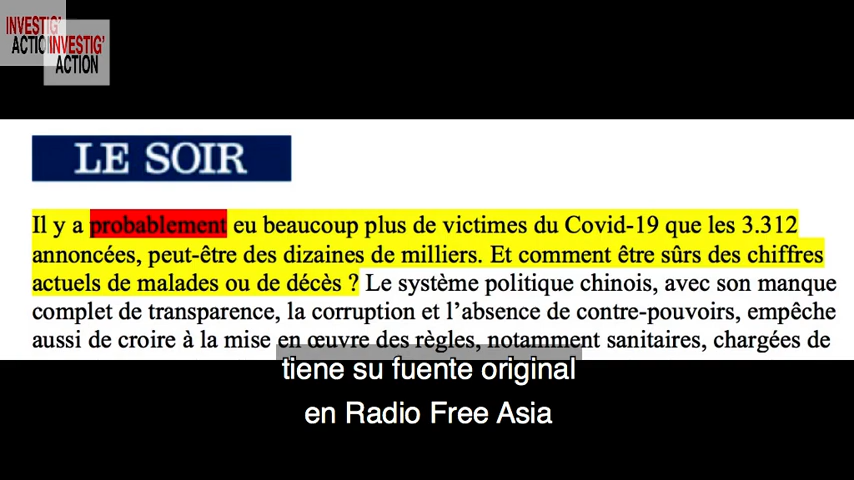 INVESTIG'
ACTIO
INVESTIG'
ACTION
LE SOIR
Il y a probablement eu beaucoup plus de victimes du Covid-19 que les 3.312
annoncées, peut-être des dizaines de milliers. Et comment être sûrs des chiffres
actuels de malades ou de décès ? Le système politique chinois, avec son manque
complet de transparence, la corruption et l’absence de contre-pouvoirs, empêche
aussi de croire à la mise en œuvre des règles, notamment sanitaires, chargées de
tiene su fuente original
en Radio Free Asia